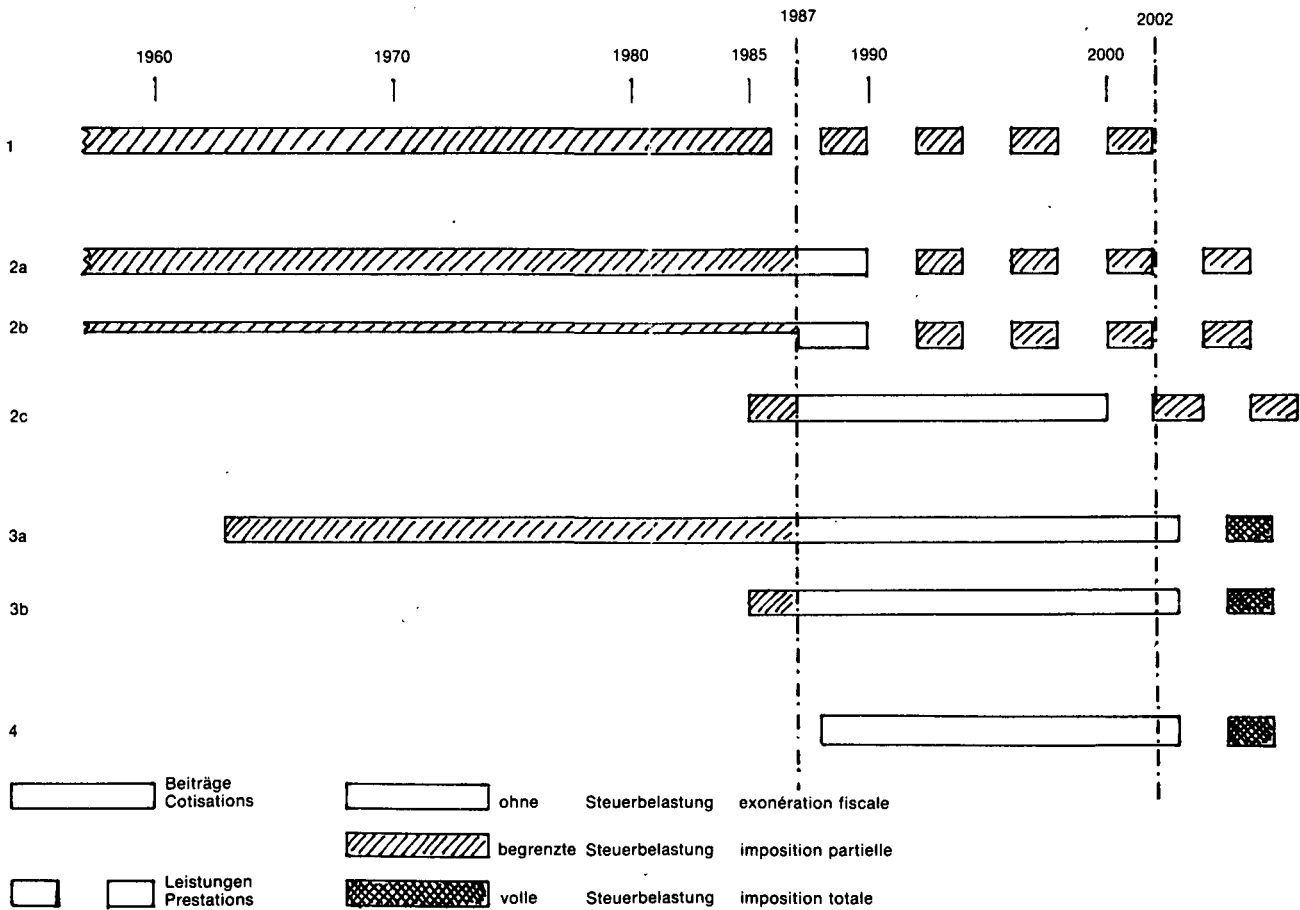 1987 2002
1960 1970 1980 1985 1990 2000
1
2a
2b
2c
3a
3b
4
Beiträge
Cotisations
ohne Steuerbelastung exonération fiscale
begrenzte Steuerbelastung imposition partielle
Leistungen
Prestations
volle Steuerbelastung imposition totale